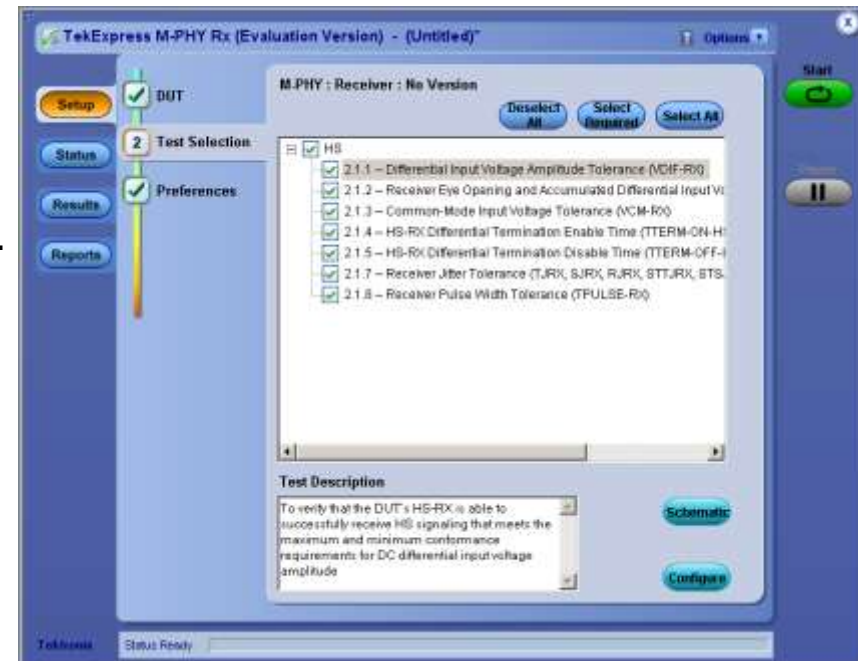 TekExpress M-PHY Rx (Evaluation Version) - (Untitled)*
Options
x
Start
Setup
Status
Results
Reports
DUT
2 Test Selection
Preferences
M-PHY : Receiver : No Version
Deselect All
Select Required
Select All
HS
2.1.1 – Differential Input Voltage Amplitude Tolerance (VDIF-RX)
2.1.2 – Receiver Eye Opening and Accumulated Differential Input Vo
2.1.3 – Common-Mode Input Voltage Tolerance (VCM-RX)
2.1.4 – HS-RX Differential Termination Enable Time (TTERM-ON-H
2.1.5 – HS-RX Differential Termination Disable Time (TTERM-OFF-
2.1.7 – Receiver Jitter Tolerance (TJRX, SJRX, RJRX, STTJRX, STS
2.1.8 – Receiver Pulse Width Tolerance (TPULSE-RX)
Test Description
To verify that the DUT's HS-RX is able to
successfully receive HS signaling that meets the
maximum and minimum conformance
requirements for DC differential input voltage
amplitude
Schematic
Configure
Tektronix
Status Ready